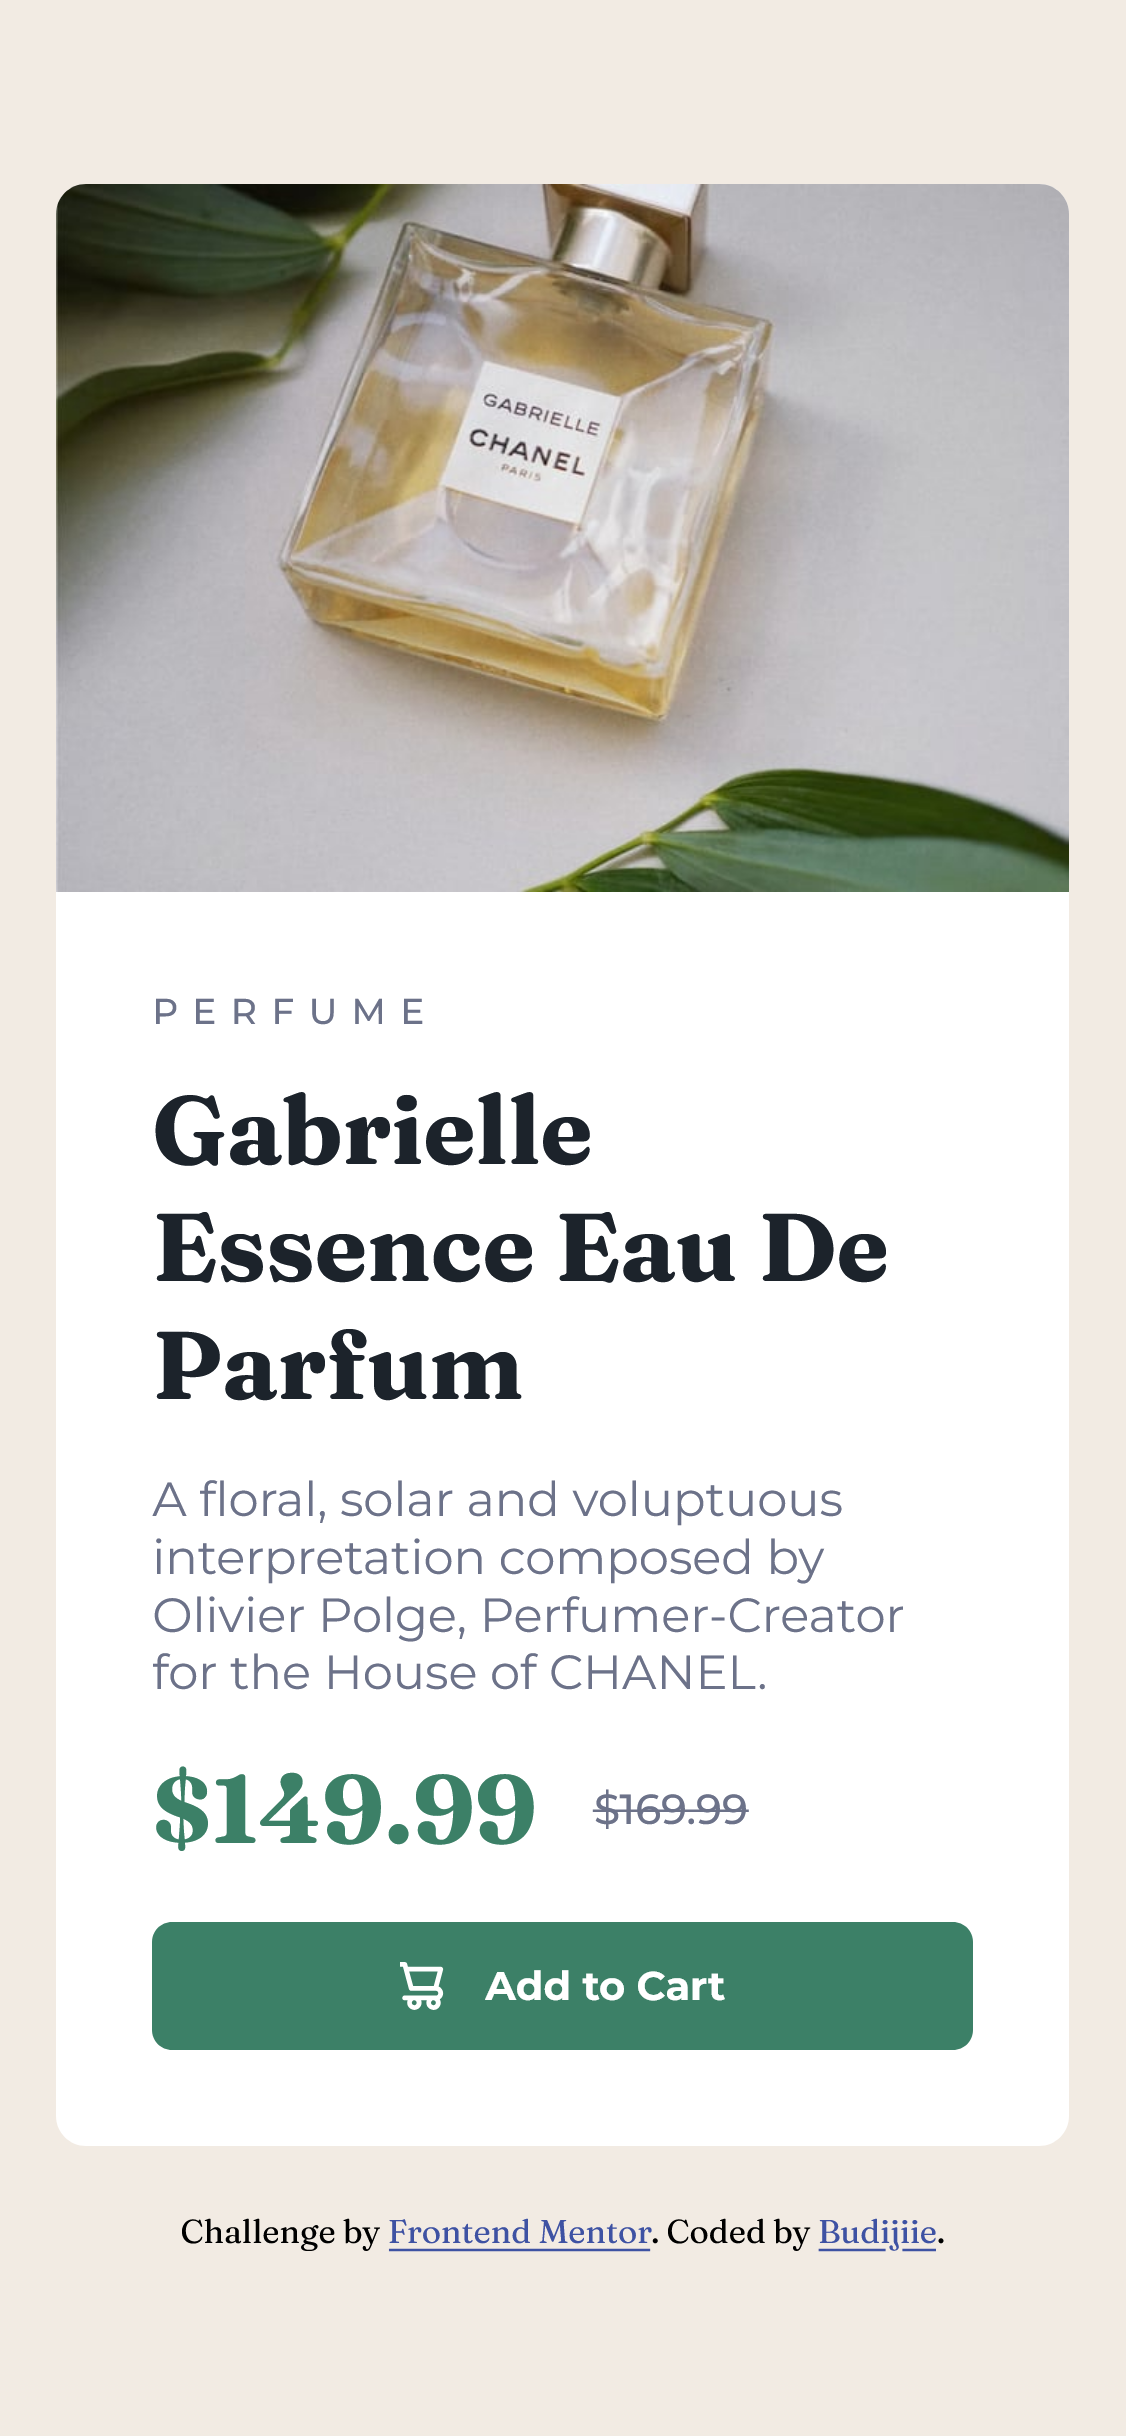 GABRIELLE
CHANEL
PARIS
PERFUME
Gabrielle
Essence Eau De
Parfum
A floral, solar and voluptuous
interpretation composed by
Olivier Polge, Perfumer-Creator
for the House of CHANEL.
$149.99 $169.99
Add to Cart
Challenge by Frontend Mentor. Coded by Budijiie.